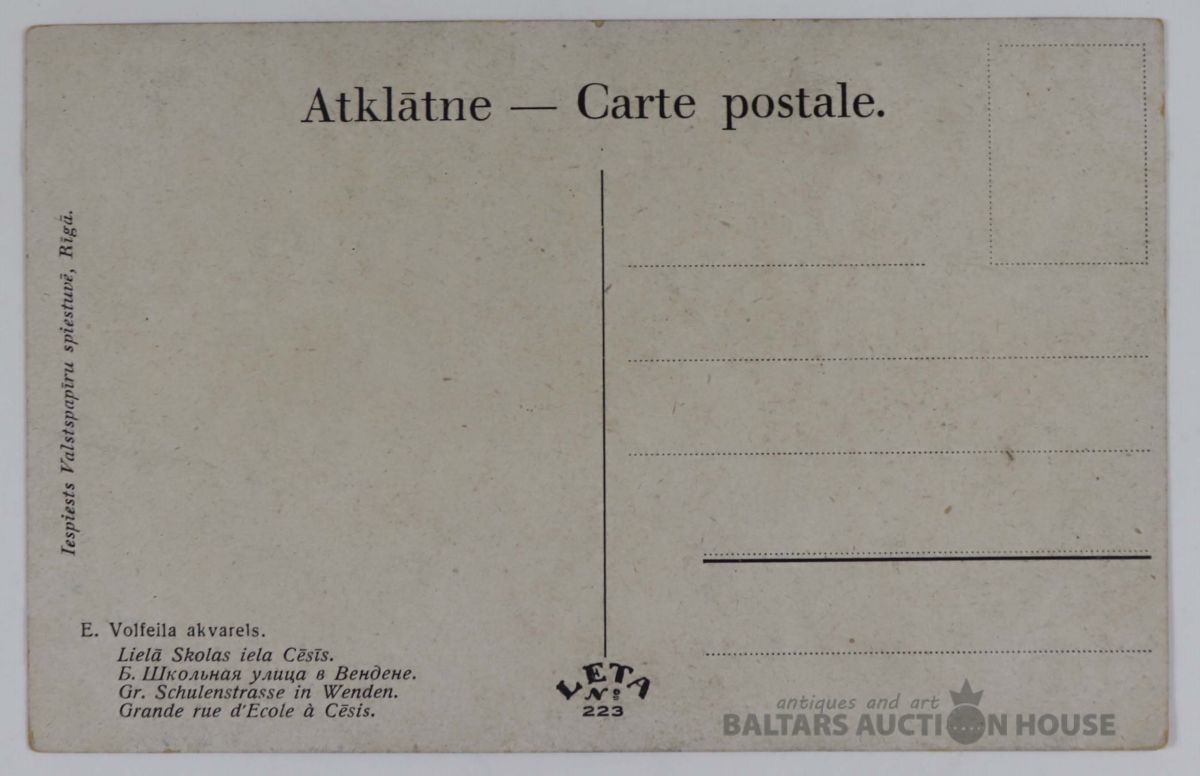 Atklātne — Carte postale.
Iespiests Valstspapīru spiestuvē, Rīgā.
E. Volfeila akvarels.
Lielā Skolas iela Cēsīs.
Б. Школьная улица в Вендене.
Gr. Schulenstrasse in Wenden.
Grande rue d'Ecole à Cēsis.
LETA
№
223
antiques and art
BALTARS AUCTION HOUSE